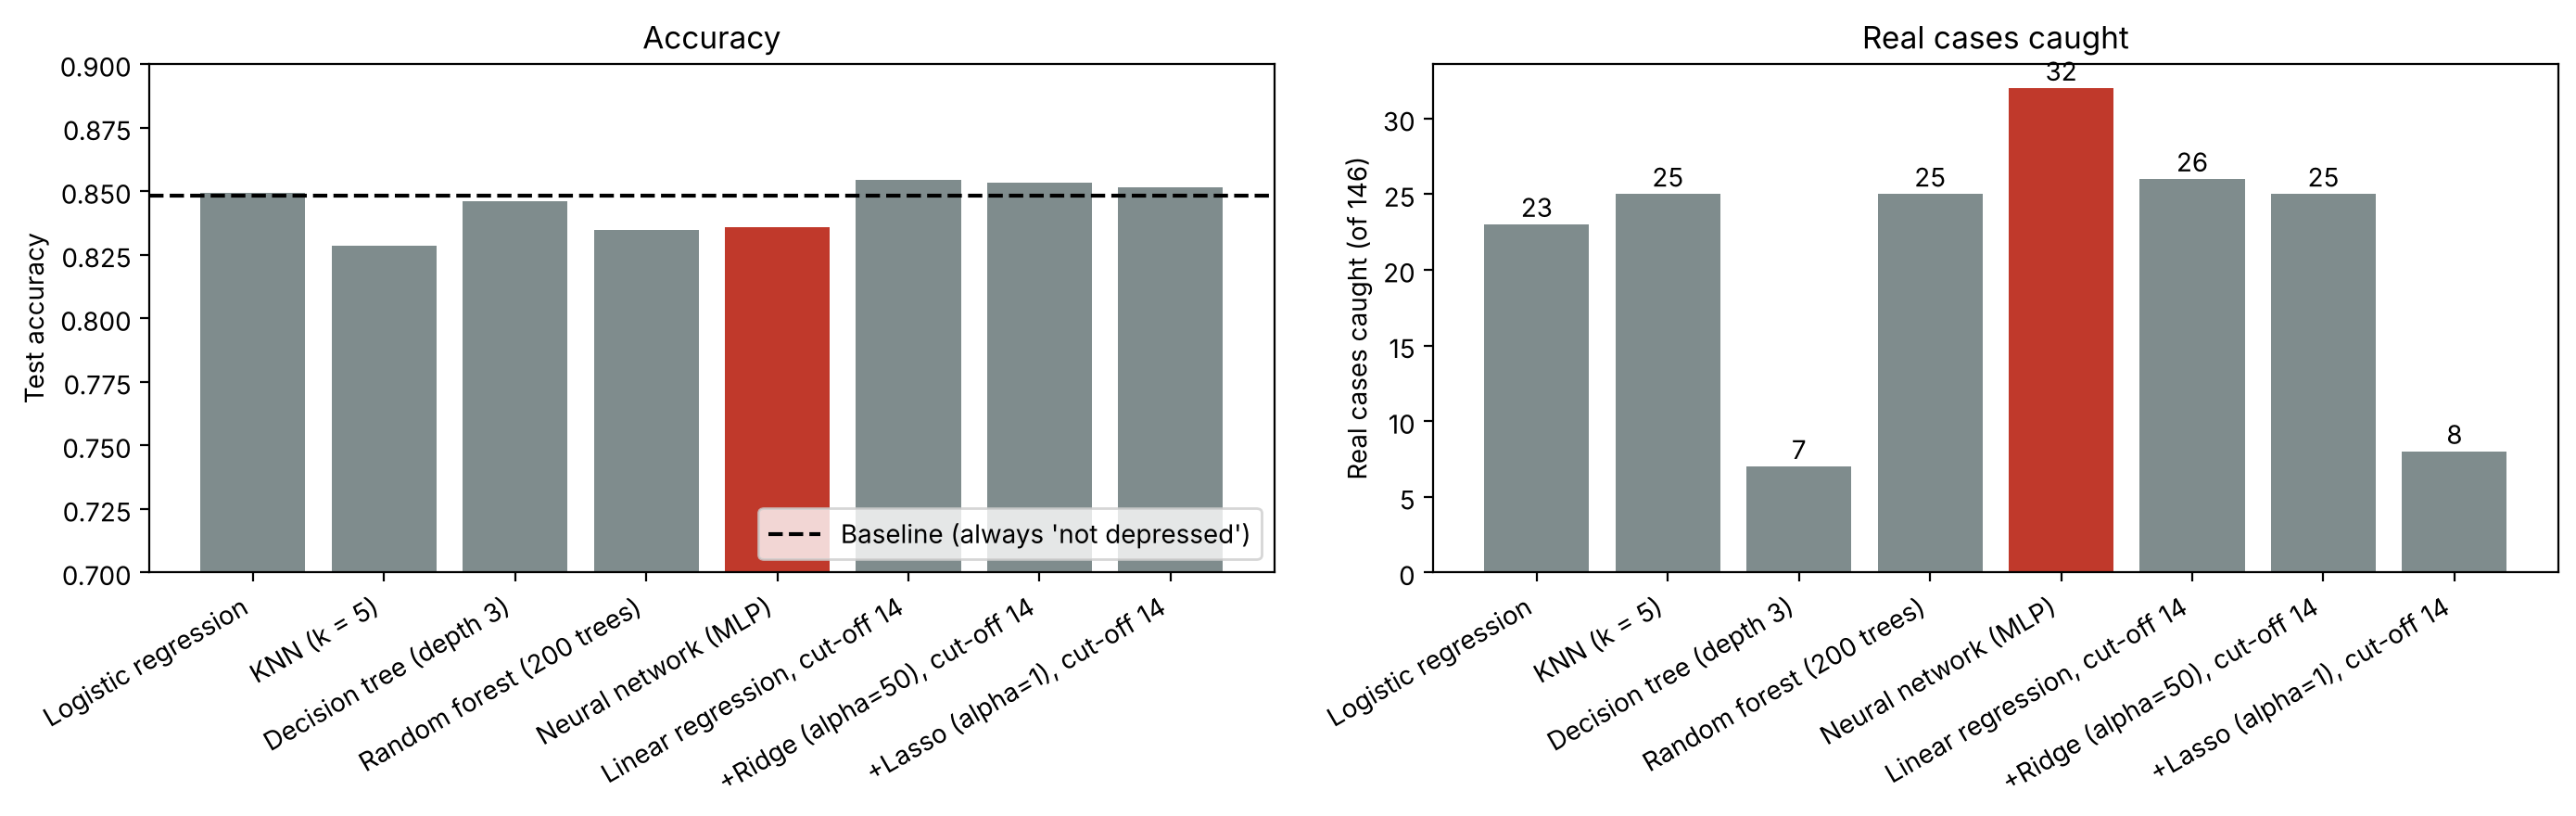 Accuracy
Test accuracy
0.900
0.875
0.850
0.825
0.800
0.775
0.750
0.725
0.700
Baseline (always 'not depressed')
Logistic regression
KNN (k = 5)
Decision tree (depth 3)
Random forest (200 trees)
Neural network (MLP)
Linear regression, cut-off 14
+Ridge (alpha=50), cut-off 14
+Lasso (alpha=1), cut-off 14
Real cases caught
Real cases caught (of 146)
30
25
20
15
10
5
0
23
25
7
25
32
26
25
8
Logistic regression
KNN (k = 5)
Decision tree (depth 3)
Random forest (200 trees)
Neural network (MLP)
Linear regression, cut-off 14
+Ridge (alpha=50), cut-off 14
+Lasso (alpha=1), cut-off 14